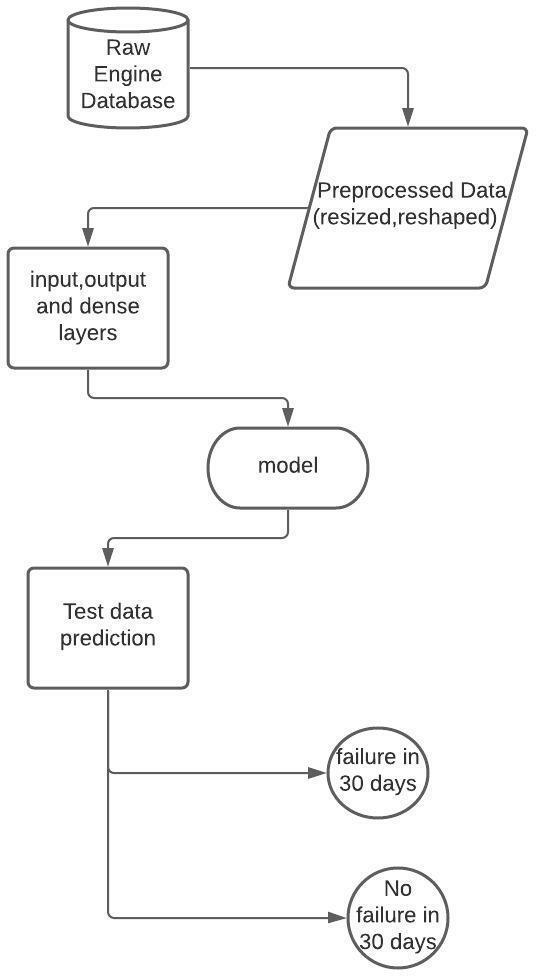 Raw
Engine
Database
Preprocessed Data
(resized,reshaped)
input,output
and dense
layers
model
Test data
prediction
failure in
30 days
No
failure in
30 days